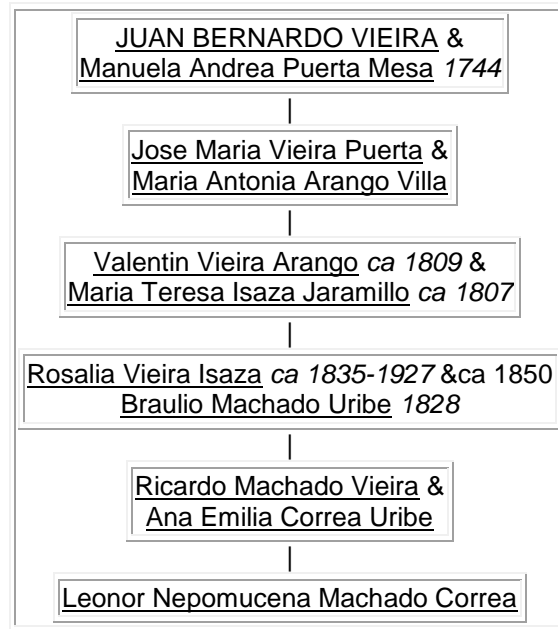 JUAN BERNARDO VIEIRA &
Manuela Andrea Puerta Mesa 1744
Jose Maria Vieira Puerta &
Maria Antonia Arango Villa
Valentin Vieira Arango ca 1809 &
Maria Teresa Isaza Jaramillo ca 1807
Rosalia Vieira Isaza ca 1835-1927 &ca 1850
Braulio Machado Uribe 1828
Ricardo Machado Vieira &
Ana Emilia Correa Uribe
Leonor Nepomucena Machado Correa